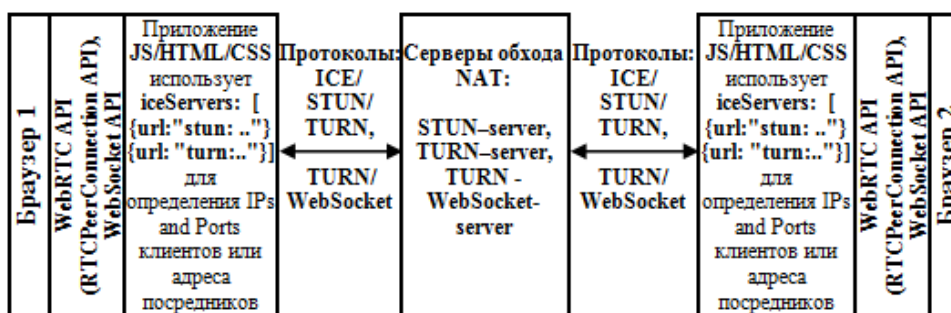 Браузер 1
WebRTC API
(RTCPeerConnection API),
WebSocket API
Приложение
JS/HTML/CSS
использует
iceServers: [
{url:"stun: .."}
{url: "turn:.."}]
для
определения IPs
and Ports
клиентов или
адреса
посредников
Протоколы:
ICE/
STUN/
TURN,
TURN/
WebSocket
Серверы обхода
NAT:
STUN–server,
TURN–server,
TURN -
WebSocket-
server
Протоколы:
ICE/
STUN/
TURN,
TURN/
WebSocket
Приложение
JS/HTML/CSS
использует
iceServers: [
{url:"stun: .."}
{url: "turn:.."}]
для
определения IPs
and Ports
клиентов или
адреса
посредников
WebRTC API
(RTCPeerConnection API),
WebSocket API
Браузер 2